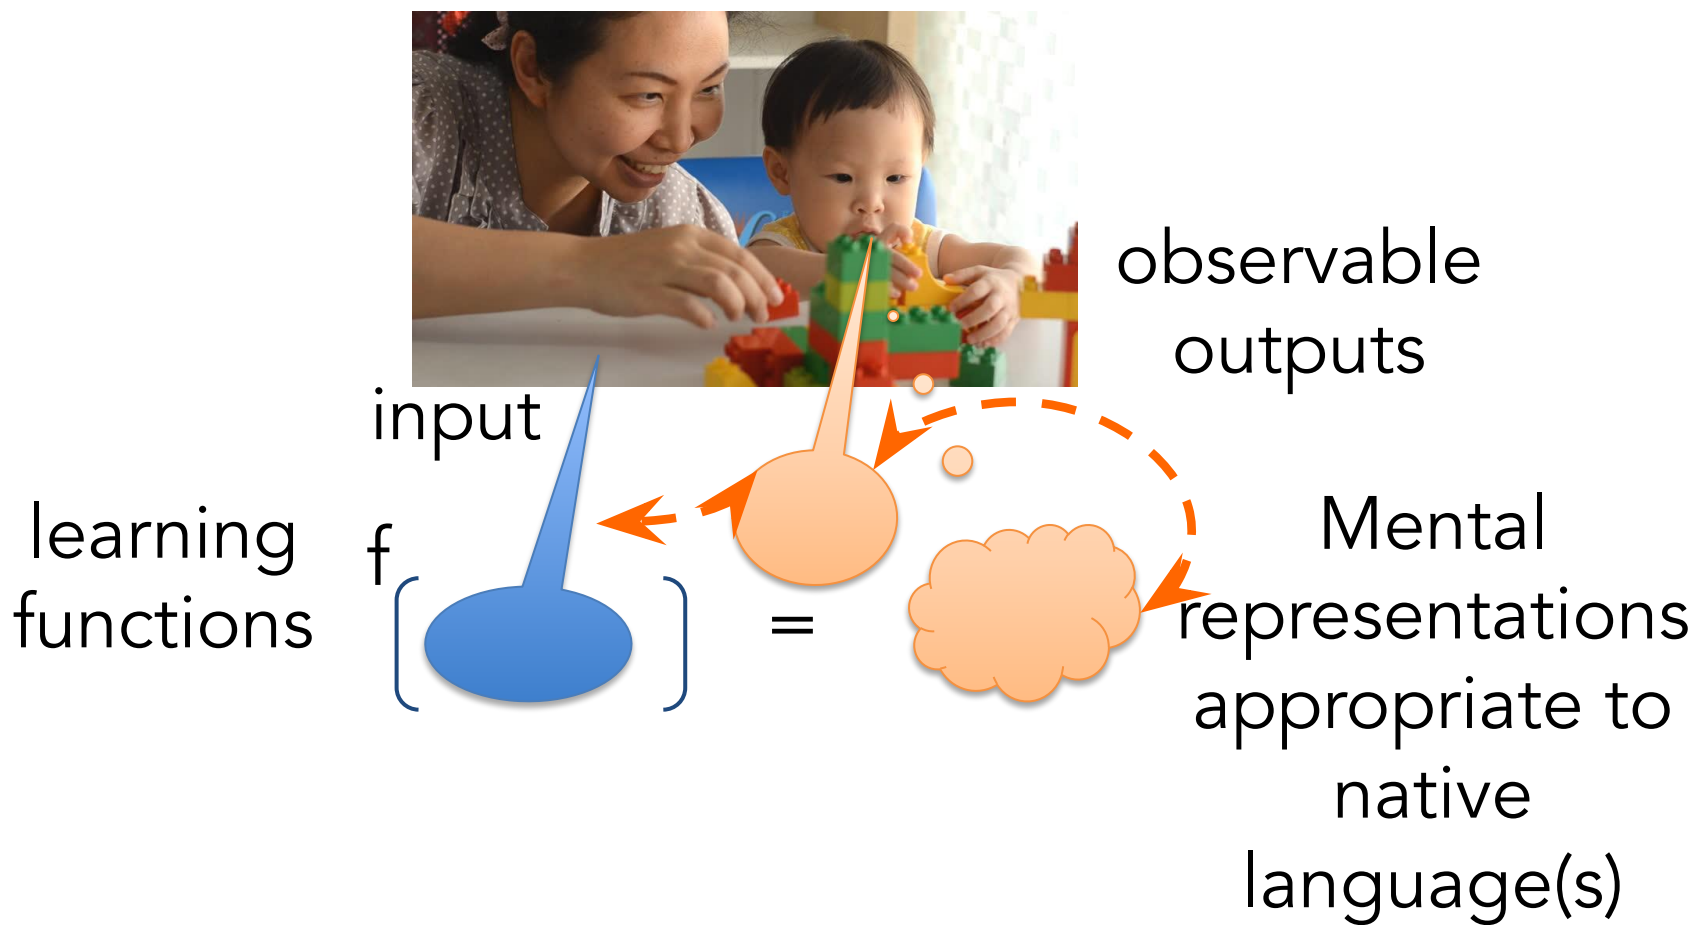 observable
outputs
input
learning
functions
f
=
Mental
representations
appropriate to
native
language(s)